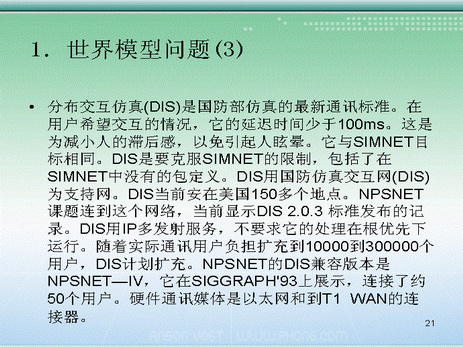 1. 世界模型问题(3)
• 分布交互仿真(DIS)是国防部仿真的最新通讯标准。在
用户希望交互的情况，它的延迟时间少于100ms。这是
为减小人的滞后感，以免引起人眩晕。它与SIMNET目
标相同。DIS是要克服SIMNET的限制，包括了在
SIMNET中没有的包定义。DIS用国防仿真交互网(DIS)
为支持网。DIS当前安在美国150多个地点。NPSNET
课题连到这个网络，当前显示DIS 2.0.3 标准发布的记
录。DIS用IP多发射服务，不要求它的处理在根优先下
运行。随着实际通讯用户负担扩充到10000到300000个
用户，DIS计划扩充。NPSNET的DIS兼容版本是
NPSNET—IV，它在SIGGRAPH'93上展示，连接了约
50个用户。硬件通讯媒体是以太网和到T1 WAN的连
接器。
21